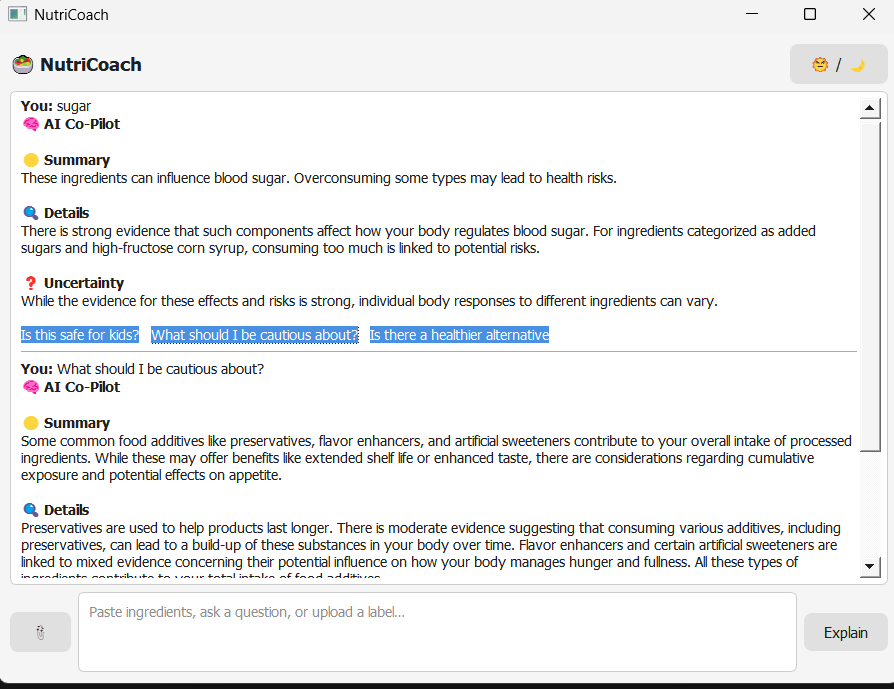 NutriCoach
NutriCoach
/
You: sugar
AI Co-Pilot
Summary
These ingredients can influence blood sugar. Overconsuming some types may lead to health risks.
Details
There is strong evidence that such components affect how your body regulates blood sugar. For ingredients categorized as added
sugars and high-fructose corn syrup, consuming too much is linked to potential risks.
Uncertainty
While the evidence for these effects and risks is strong, individual body responses to different ingredients can vary.
Is this safe for kids? What should I be cautious about? Is there a healthier alternative
You: What should I be cautious about?
AI Co-Pilot
Summary
Some common food additives like preservatives, flavor enhancers, and artificial sweeteners contribute to your overall intake of processed
ingredients. While these may offer benefits like extended shelf life or enhanced taste, there are considerations regarding cumulative
exposure and potential effects on appetite.
Details
Preservatives are used to help products last longer. There is moderate evidence suggesting that consuming various additives, including
preservatives, can lead to a build-up of these substances in your body over time. Flavor enhancers and certain artificial sweeteners are
linked to mixed evidence concerning their potential influence on how your body manages hunger and fullness. All these types of
ingredients contribute to your total intake of food additives.
Paste ingredients, ask a question, or upload a label...
Explain